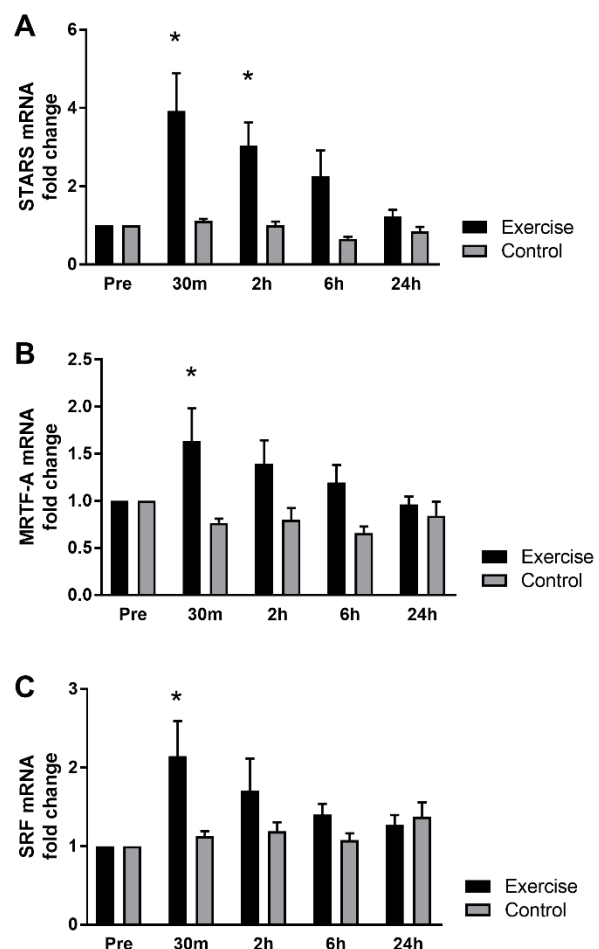 A
STARS mRNA
fold change
6
4
2
0
*
*
Pre 30m 2h 6h 24h
Exercise
Control
B
MRTF-A mRNA
fold change
2.5
2.0
1.5
1.0
0.5
0.0
*
Pre 30m 2h 6h 24h
Exercise
Control
C
SRF mRNA
fold change
3
2
1
0
*
Pre 30m 2h 6h 24h
Exercise
Control